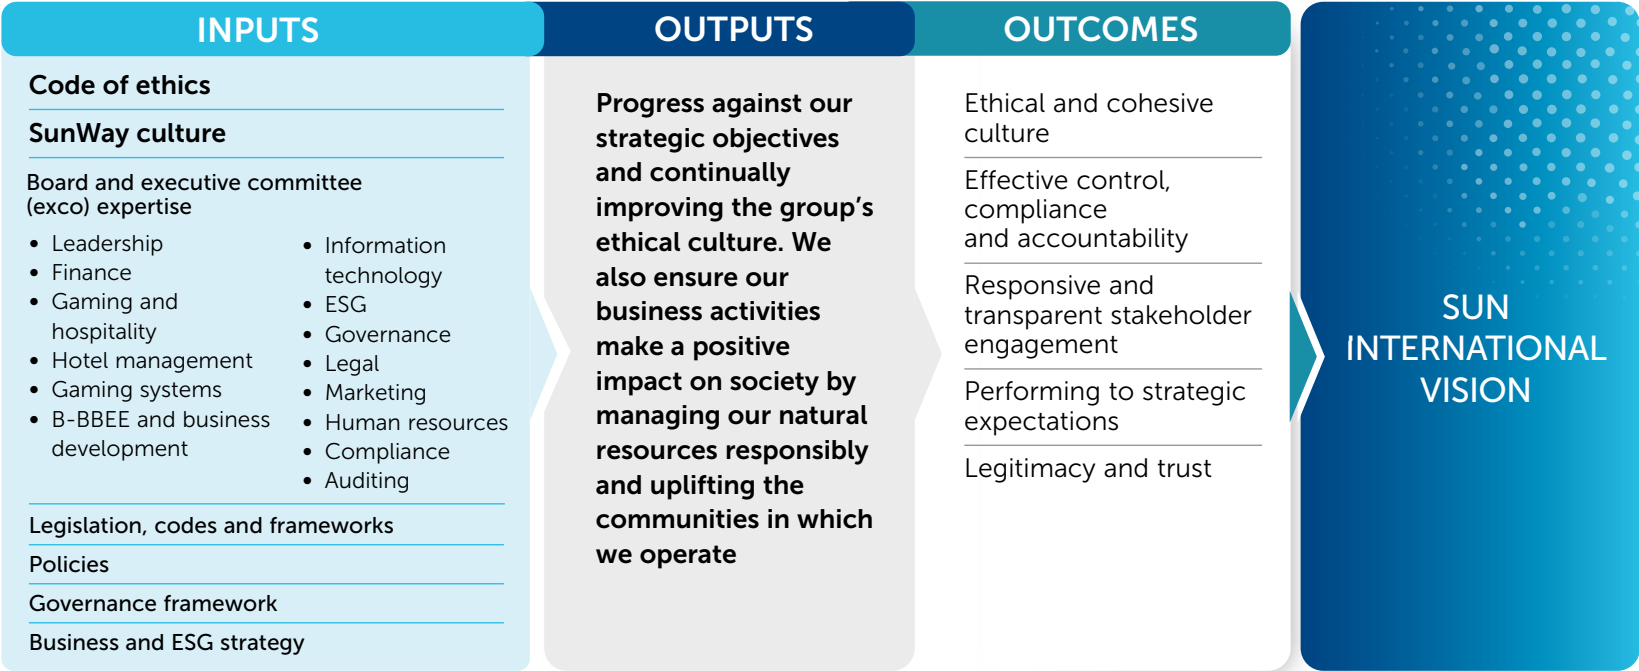 INPUTS
Code of ethics
SunWay culture
Board and executive committee
(exco) expertise
• Leadership
• Finance
• Gaming and
hospitality
• Hotel management
• Gaming systems
• B-BBEE and business
development
• Information
technology
• ESG
• Governance
• Legal
• Marketing
• Human resources
• Compliance
• Auditing
Legislation, codes and frameworks
Policies
Governance framework
Business and ESG strategy
OUTPUTS
Progress against our
strategic objectives
and continually
improving the group’s
ethical culture. We
also ensure our
business activities
make a positive
impact on society by
managing our natural
resources responsibly
and uplifting the
communities in which
we operate
OUTCOMES
Ethical and cohesive
culture
Effective control,
compliance
and accountability
Responsive and
transparent stakeholder
engagement
Performing to strategic
expectations
Legitimacy and trust
SUN
INTERNATIONAL
VISION